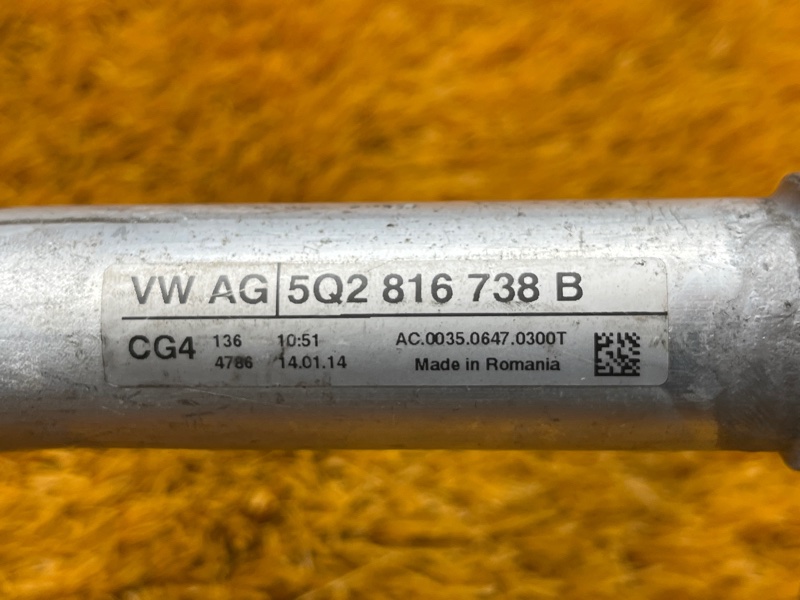 VW AG 5Q2 816 738 B
CG4 136 10:51 AC.0035.0647.0300T
4786 14.01.14 Made in Romania